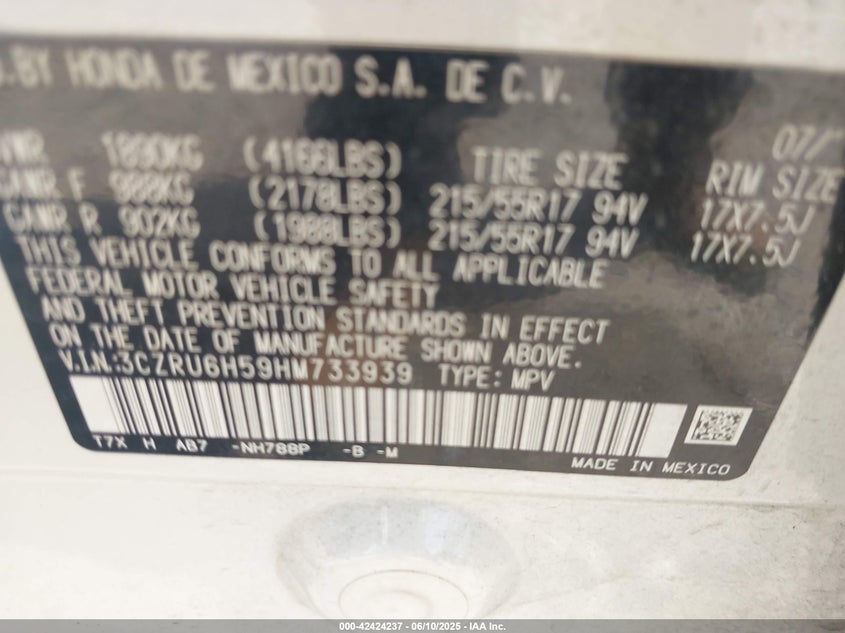 BY HONDA DE MEXICO S.A. DE C.V.
07/
1890KG (4166LBS) TIRE SIZE RIM SIZE
GAWR F 988KG (2178LBS) 215/55R17 94V 17X7.5J
GAWR R 902KG (1988LBS) 215/55R17 94V 17X7.5J
THIS VEHICLE CONFORMS TO ALL APPLICABLE
FEDERAL MOTOR VEHICLE SAFETY
AND THEFT PREVENTION STANDARDS IN EFFECT
ON THE DATE OF MANUFACTURE SHOWN ABOVE.
V.I.N.:3CZRU6H59HM733939 TYPE: MPV
T7X H AB7 -NH788P -B -M
MADE IN MEXICO
000-42424237 - 06/10/2025 - IAA Inc.